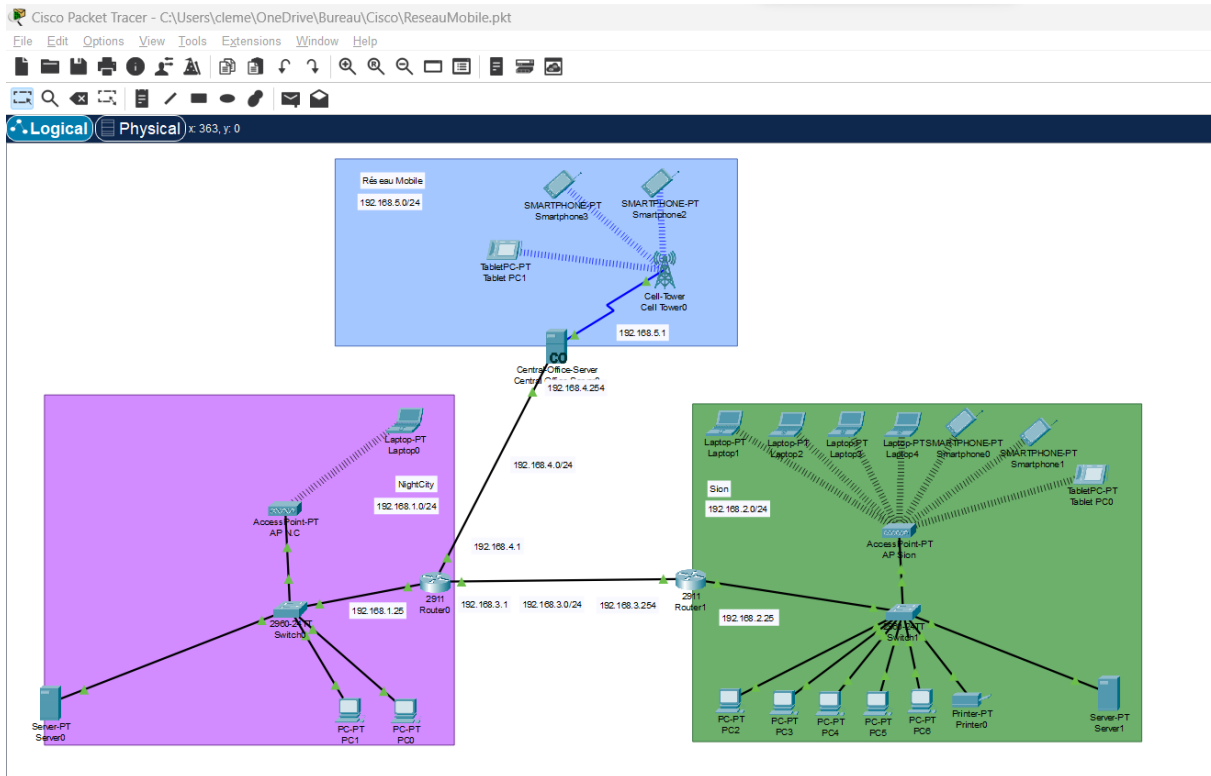 Cisco Packet Tracer - C:\Users\cleme\OneDrive\Bureau\Cisco\ReseauMobile.pkt
File Edit Options View Tools Extensions Window Help
Logical Physical x: 363, y: 0
Réseau Mobile
192.168.5.0/24
SMARTPHONE-PT
Smartphone3
SMARTPHONE-PT
Smartphone2
TabletPC-PT
Tablet PC1
Cell-Tower
Cell Tower0
192.168.5.1
CO
Central-Office-Server
192.168.4.254
192.168.4.0/24
192.168.4.1
Laptop-PT
Laptop0
NightCity
192.168.1.0/24
Access Point-PT
AP N.C
192.168.1.25
2911
Router0
192.168.3.1
192.168.3.0/24
192.168.3.254
2960-24TT
Switch0
Server-PT
Server0
PC-PT
PC1
PC-PT
PC0
Laptop-PT
Laptop1
Laptop-PT
Laptop2
Laptop-PT
Laptop3
Laptop-PT
Laptop4
SMARTPHONE-PT
Smartphone0
SMARTPHONE-PT
Smartphone1
TabletPC-PT
Tablet PC0
Sion
192.168.2.0/24
Access Point-PT
AP Sion
2911
Router1
192.168.2.25
2960-24TT
Switch1
PC-PT
PC2
PC-PT
PC3
PC-PT
PC4
PC-PT
PC5
PC-PT
PC6
Printer-PT
Printer0
Server-PT
Server1